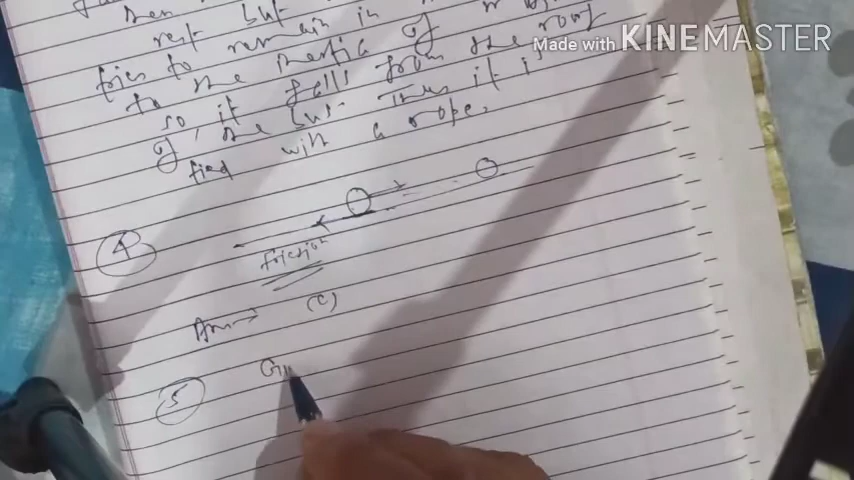 Made with KINEMASTER
then
rest but
tries to remain in
to the inertia of
so it falls from the roof
of the bus. Thus it is
tied with a rope.
4
friction
Ans → (C)
5